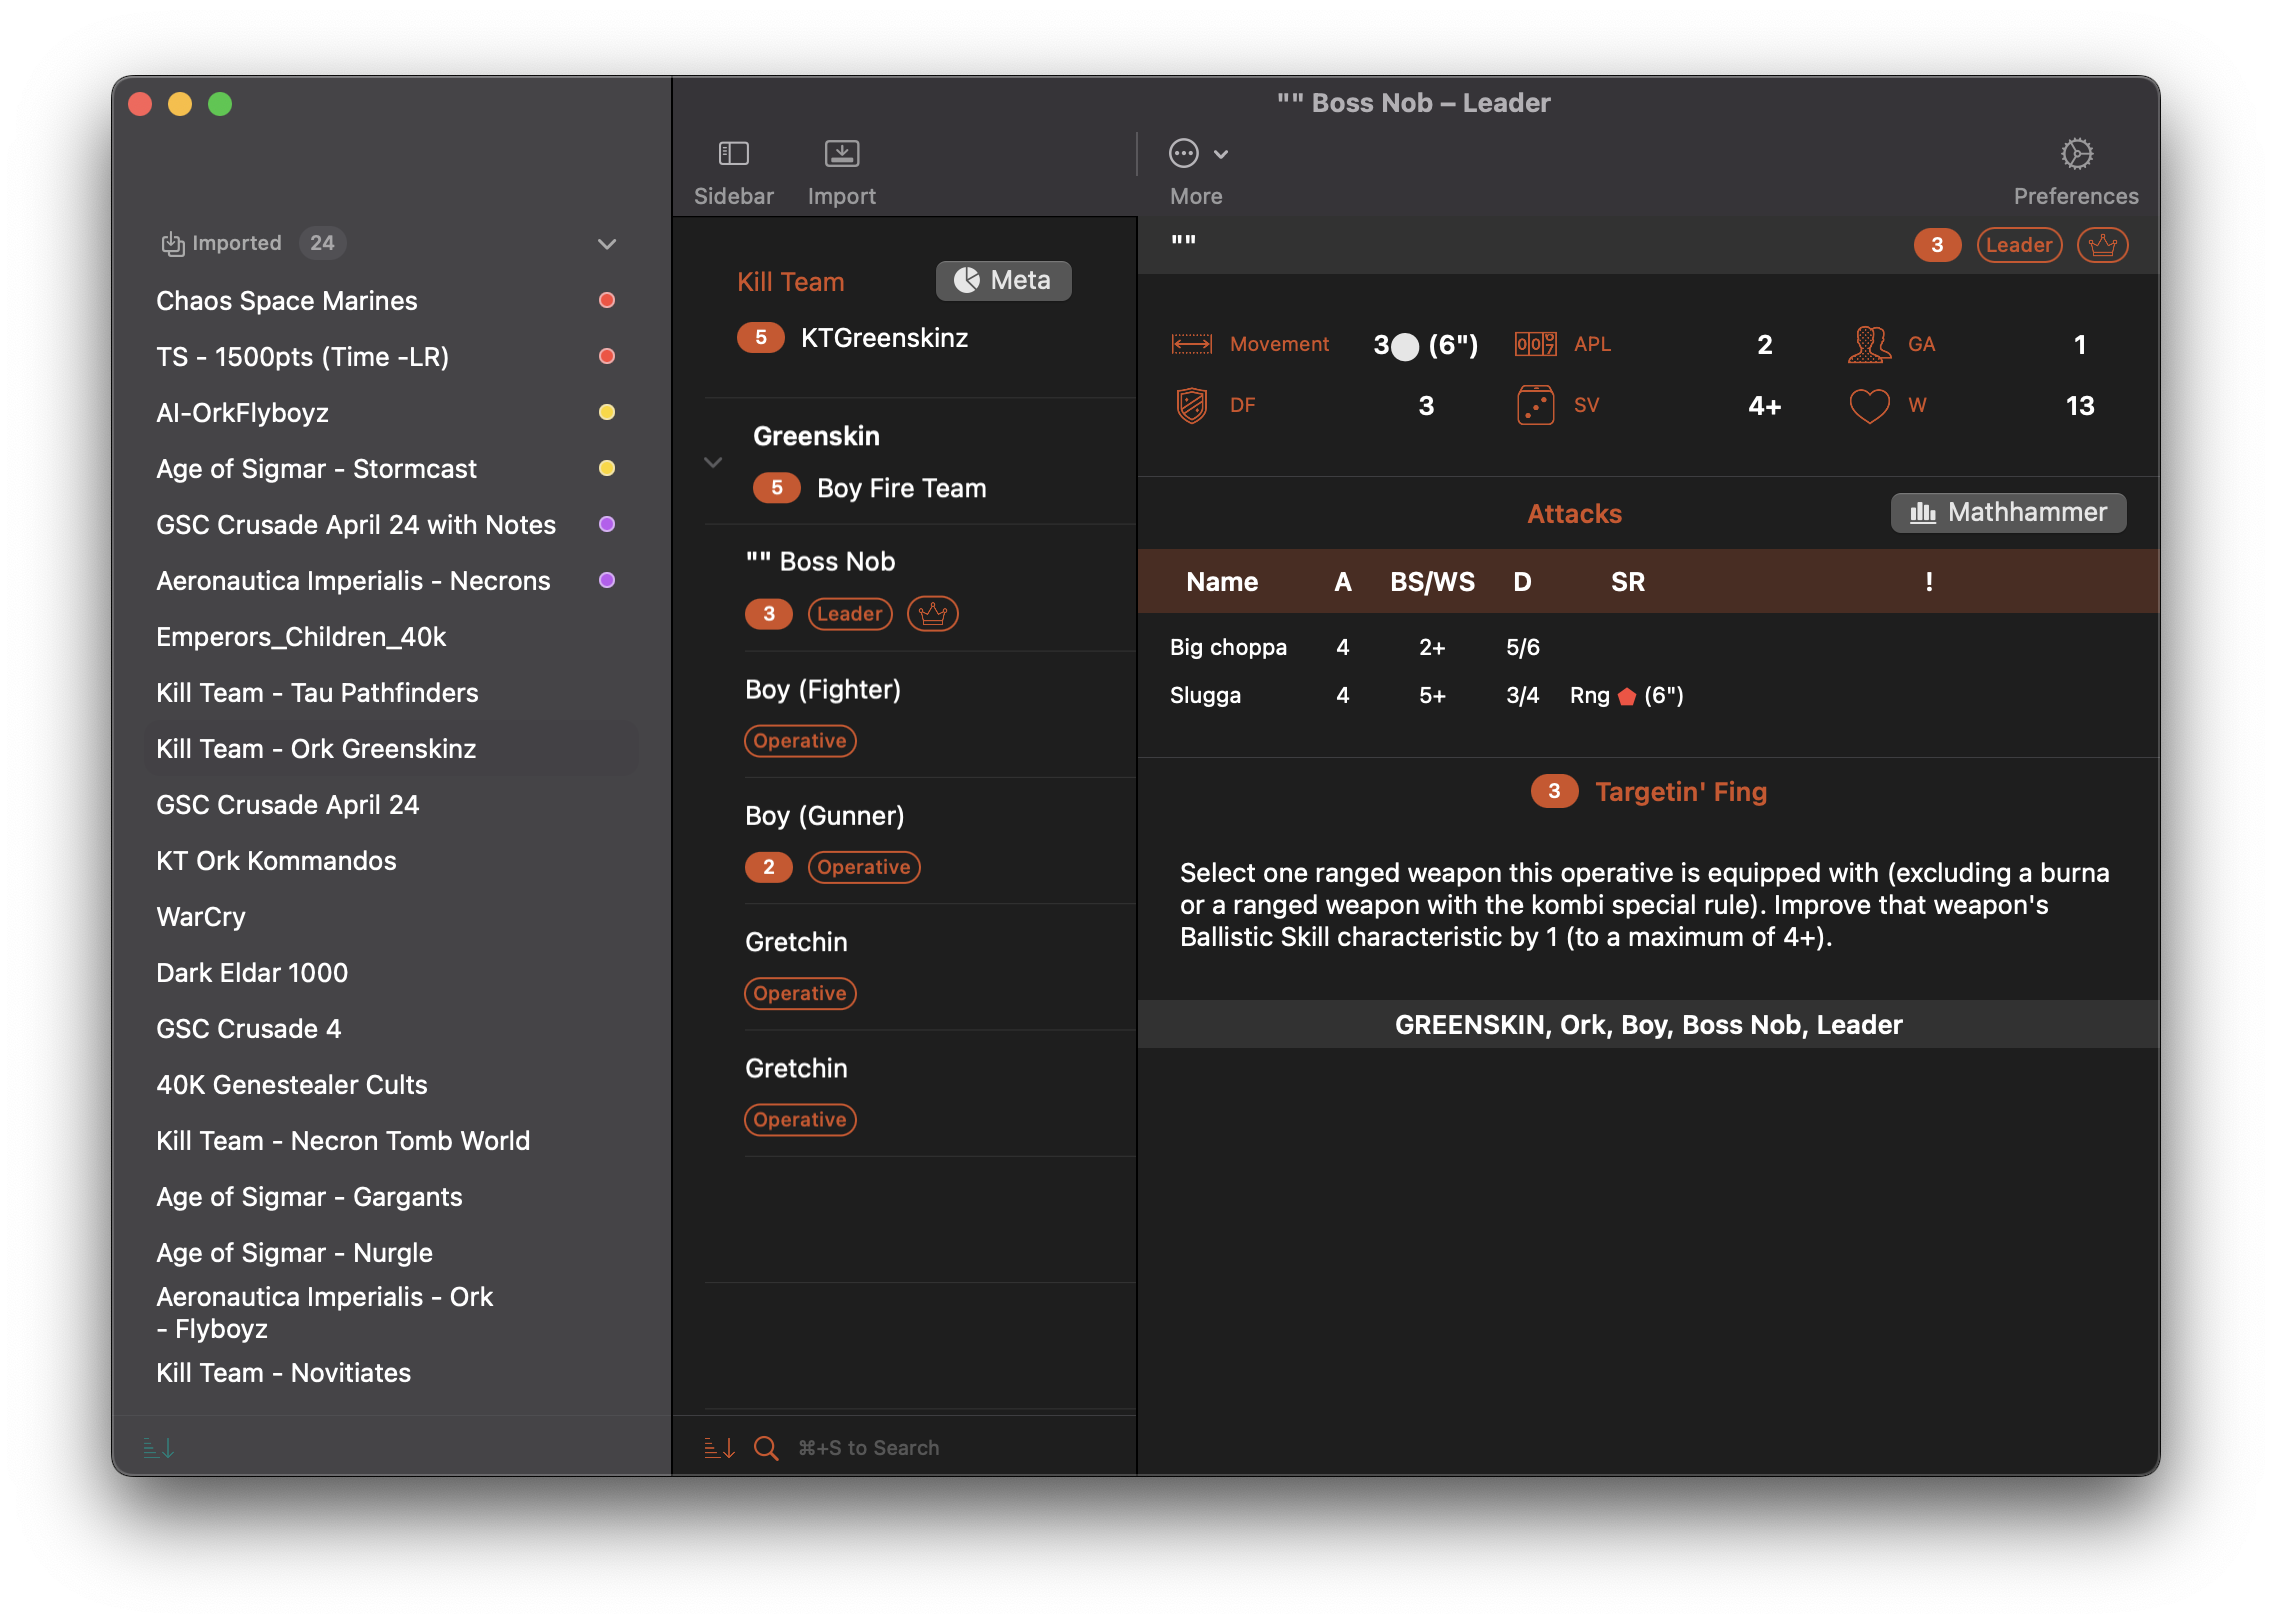 "" Boss Nob – Leader
Sidebar
Import
More
Preferences
Imported 24
Chaos Space Marines
TS - 1500pts (Time -LR)
AI-OrkFlyboyz
Age of Sigmar - Stormcast
GSC Crusade April 24 with Notes
Aeronautica Imperialis - Necrons
Emperors_Children_40k
Kill Team - Tau Pathfinders
Kill Team - Ork Greenskinz
GSC Crusade April 24
KT Ork Kommandos
WarCry
Dark Eldar 1000
GSC Crusade 4
40K Genestealer Cults
Kill Team - Necron Tomb World
Age of Sigmar - Gargants
Age of Sigmar - Nurgle
Aeronautica Imperialis - Ork
- Flyboyz
Kill Team - Novitiates
Kill Team
Meta
5 KTGreenskinz
Greenskin
5 Boy Fire Team
"" Boss Nob
3 Leader
Boy (Fighter)
Operative
Boy (Gunner)
2 Operative
Gretchin
Operative
Gretchin
Operative
⌘+S to Search
"" 3 Leader
Movement 3⬤ (6") 007 APL 2 GA 1
DF 3 SV 4+ W 13
Attacks
Mathhammer
Name A BS/WS D SR !
Big choppa 4 2+ 5/6
Slugga 4 5+ 3/4 Rng ⬟ (6")
3 Targetin' Fing
Select one ranged weapon this operative is equipped with (excluding a burna
or a ranged weapon with the kombi special rule). Improve that weapon's
Ballistic Skill characteristic by 1 (to a maximum of 4+).
GREENSKIN, Ork, Boy, Boss Nob, Leader